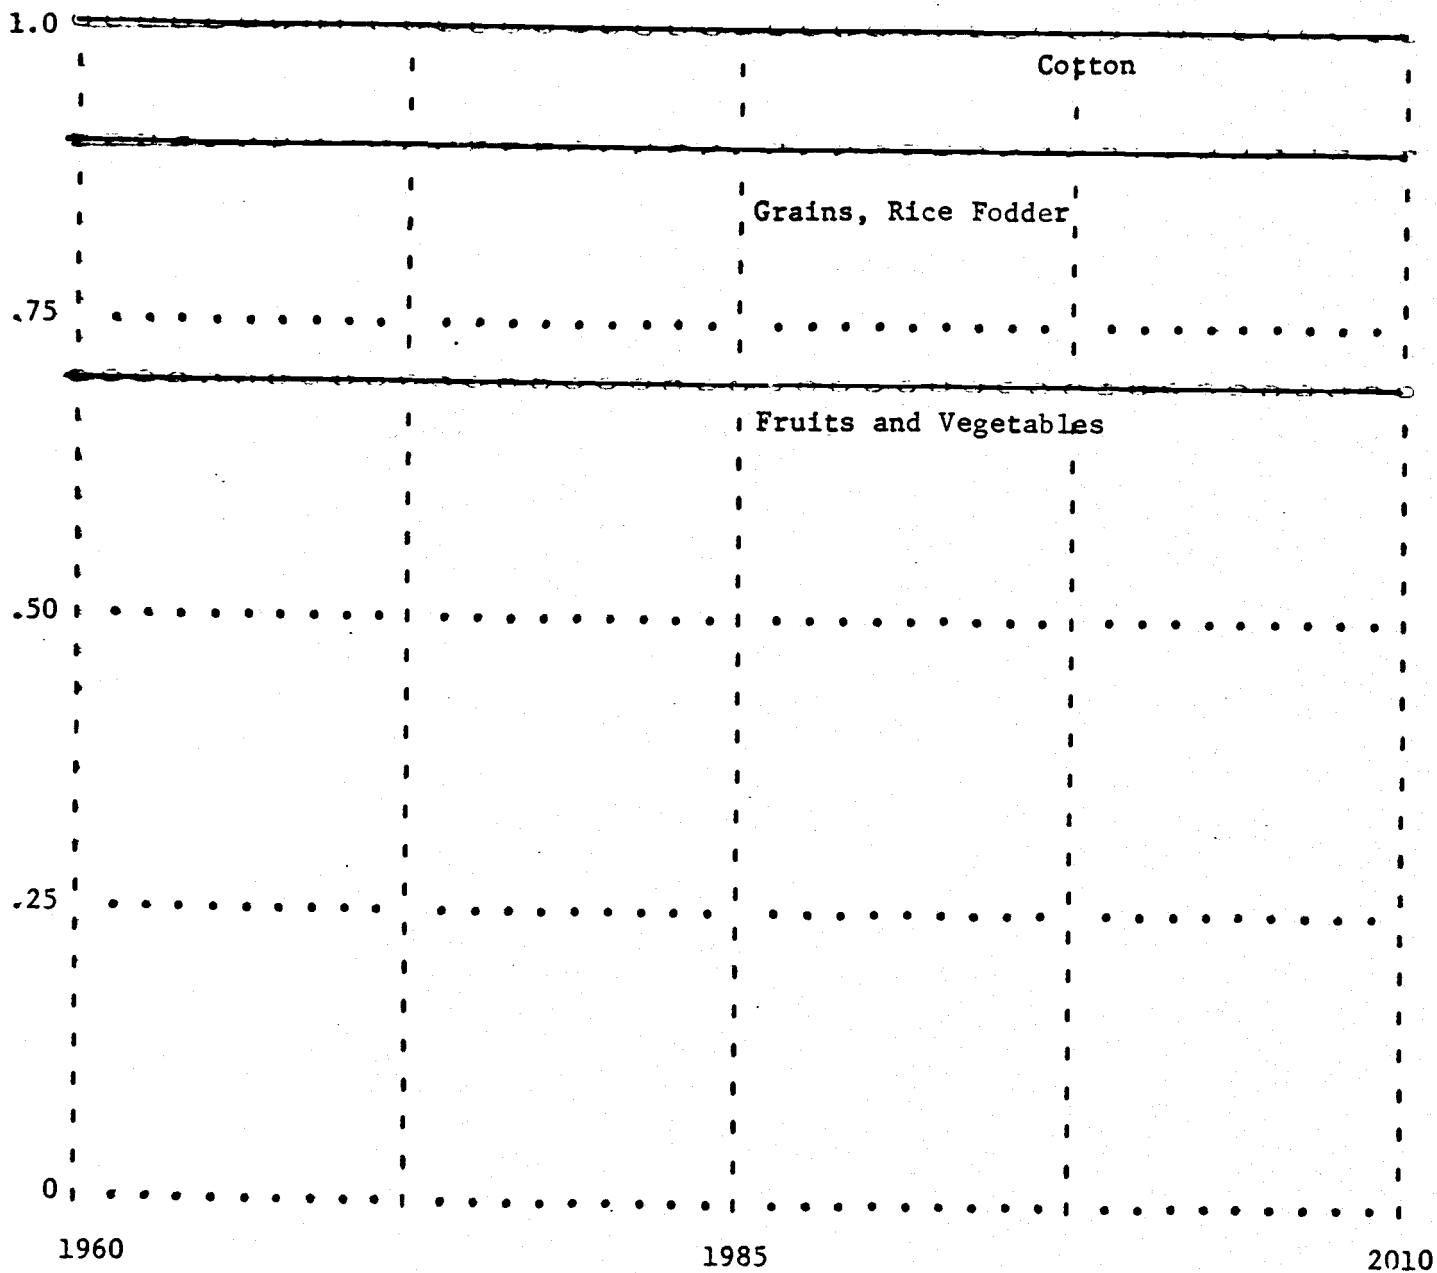 1.0
Cotton
Grains, Rice Fodder
.75
Fruits and Vegetables
.50
.25
0
1960 1985 2010